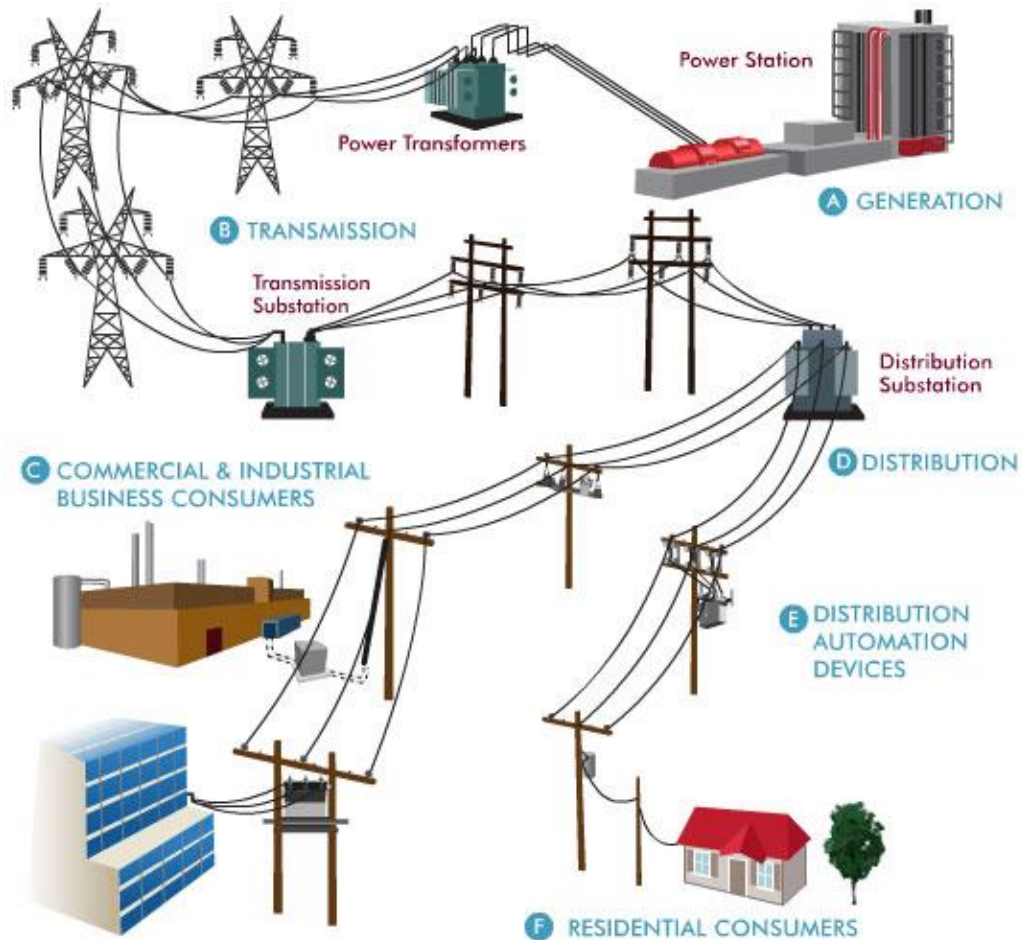 Power Station
Power Transformers
A GENERATION
B TRANSMISSION
Transmission
Substation
Distribution
Substation
C COMMERCIAL & INDUSTRIAL
BUSINESS CONSUMERS
D DISTRIBUTION
E DISTRIBUTION
AUTOMATION
DEVICES
F RESIDENTIAL CONSUMERS